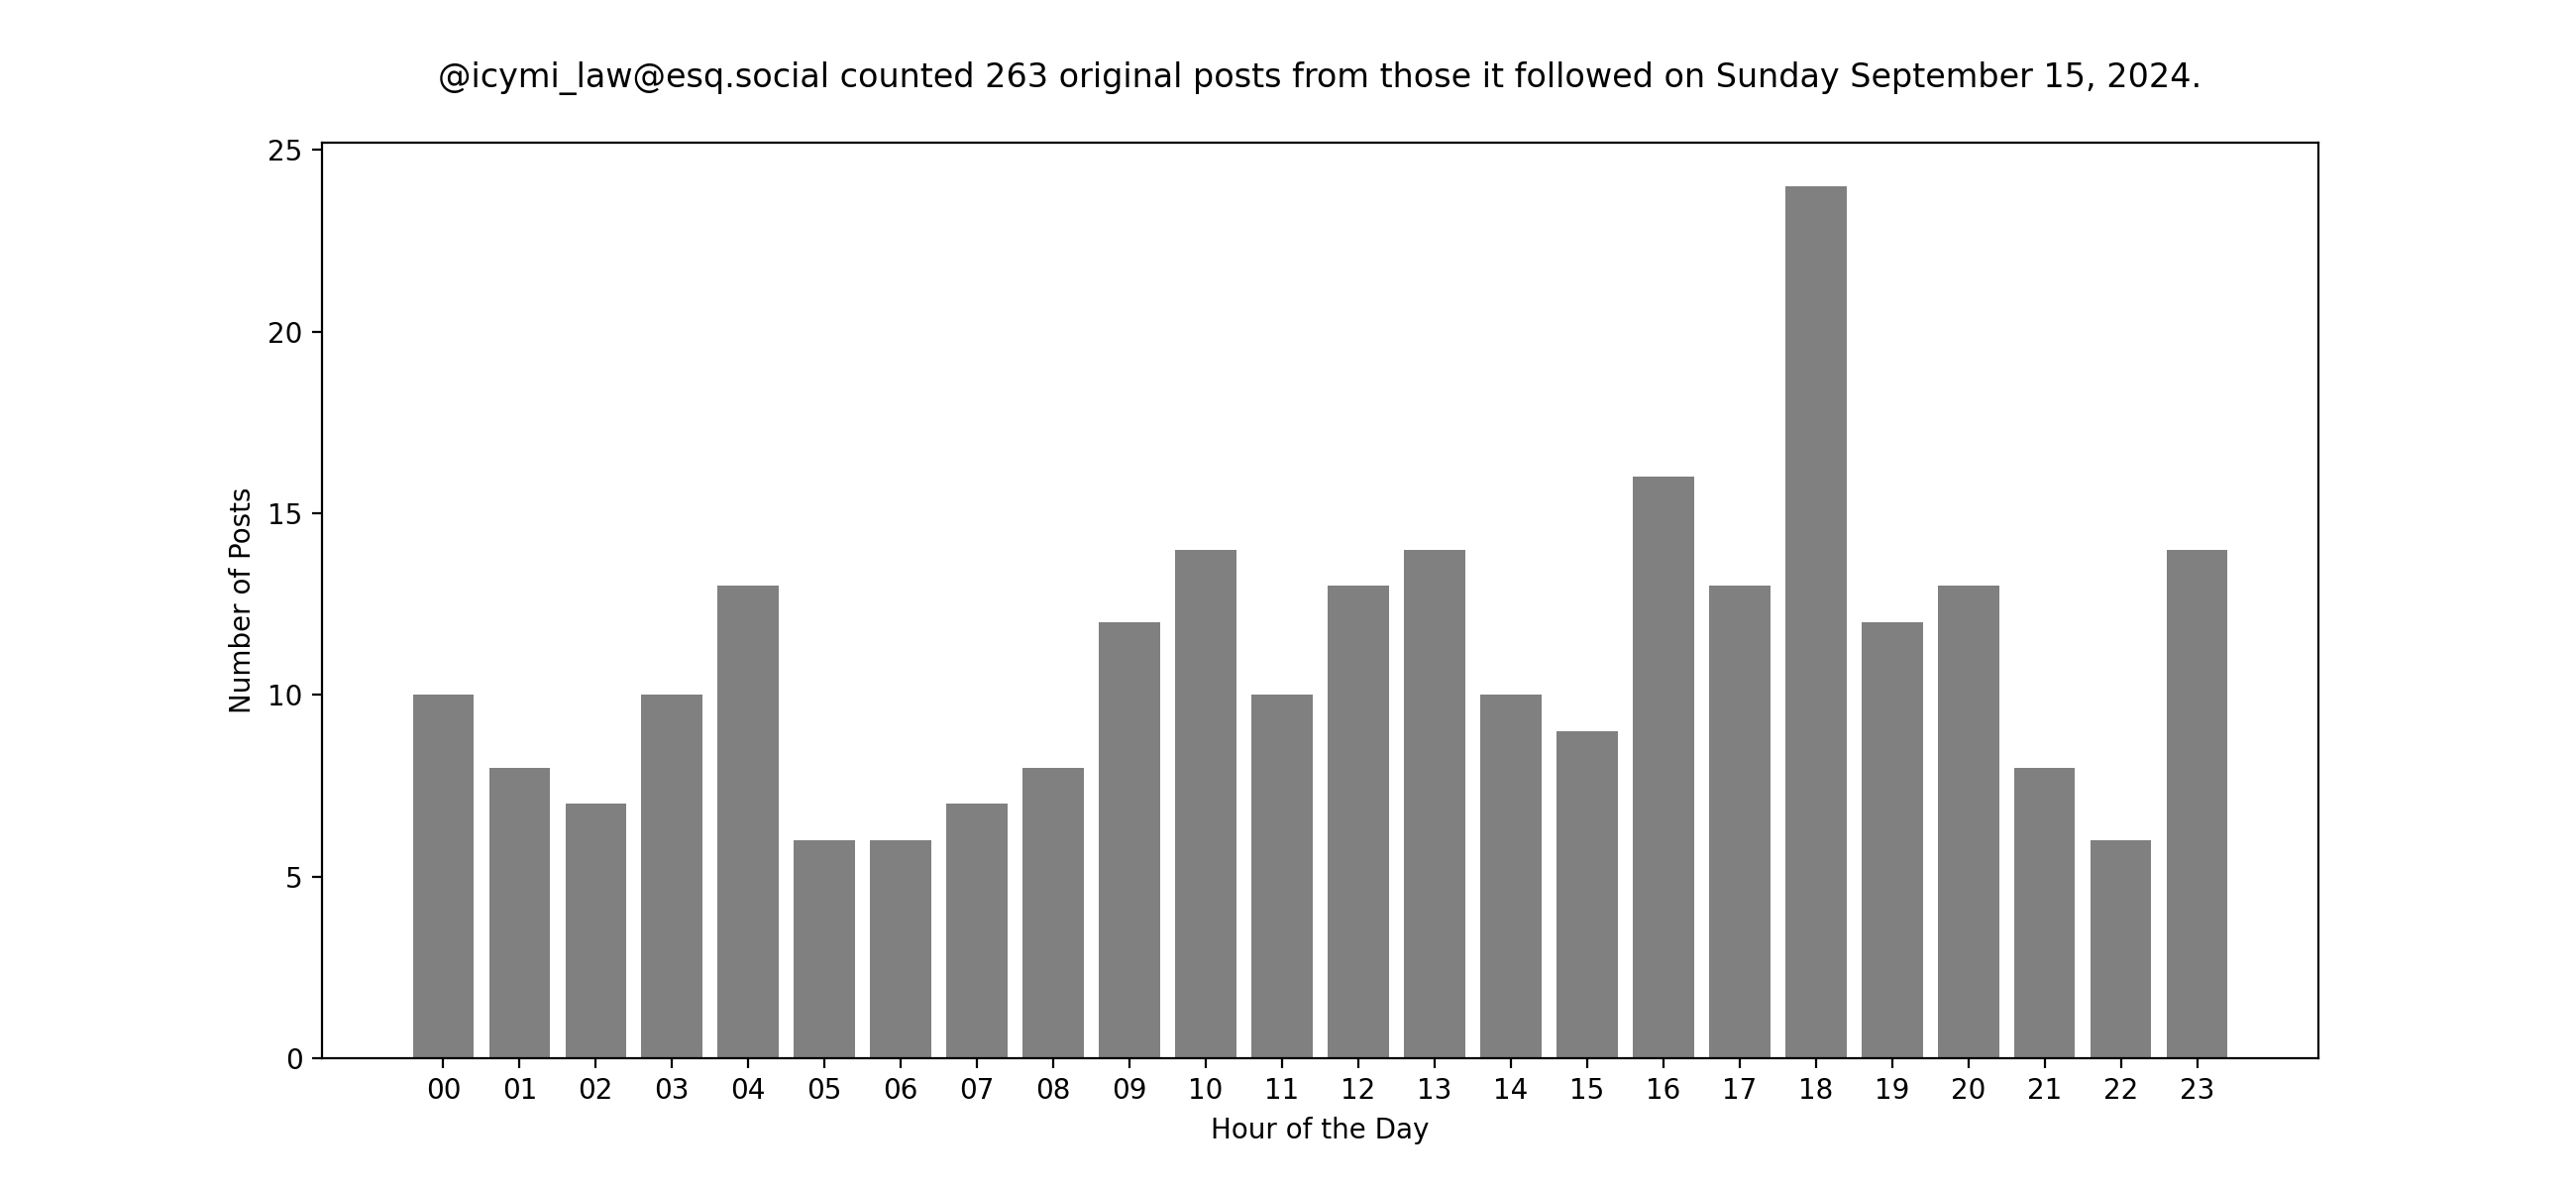 @icymi_law@esq.social counted 263 original posts from those it followed on Sunday September 15, 2024.
25
20
15
10
5
0
Number of Posts
00 01 02 03 04 05 06 07 08 09 10 11 12 13 14 15 16 17 18 19 20 21 22 23
Hour of the Day